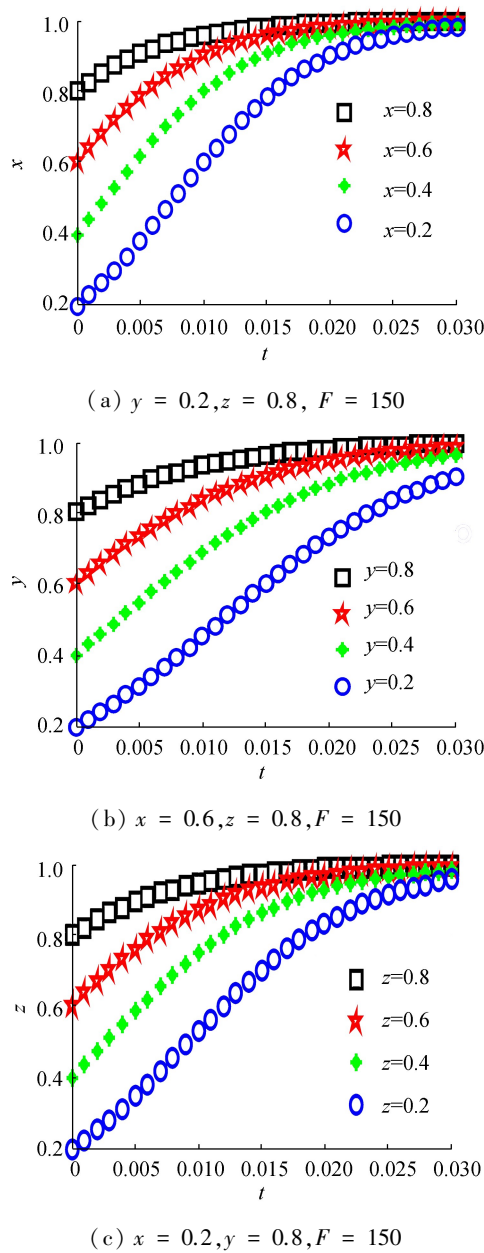 1.0
0.8
0.6
0.4
0.2
x
x=0.8
x=0.6
x=0.4
x=0.2
0 0.005 0.010 0.015 0.020 0.025 0.030
t
(a) y = 0.2,z = 0.8, F = 150
1.0
0.8
0.6
0.4
0.2
y
y=0.8
y=0.6
y=0.4
y=0.2
0 0.005 0.010 0.015 0.020 0.025 0.030
t
(b) x = 0.6,z = 0.8,F = 150
1.0
0.8
0.6
0.4
0.2
z
z=0.8
z=0.6
z=0.4
z=0.2
0 0.005 0.010 0.015 0.020 0.025 0.030
t
(c) x = 0.2,y = 0.8,F = 150